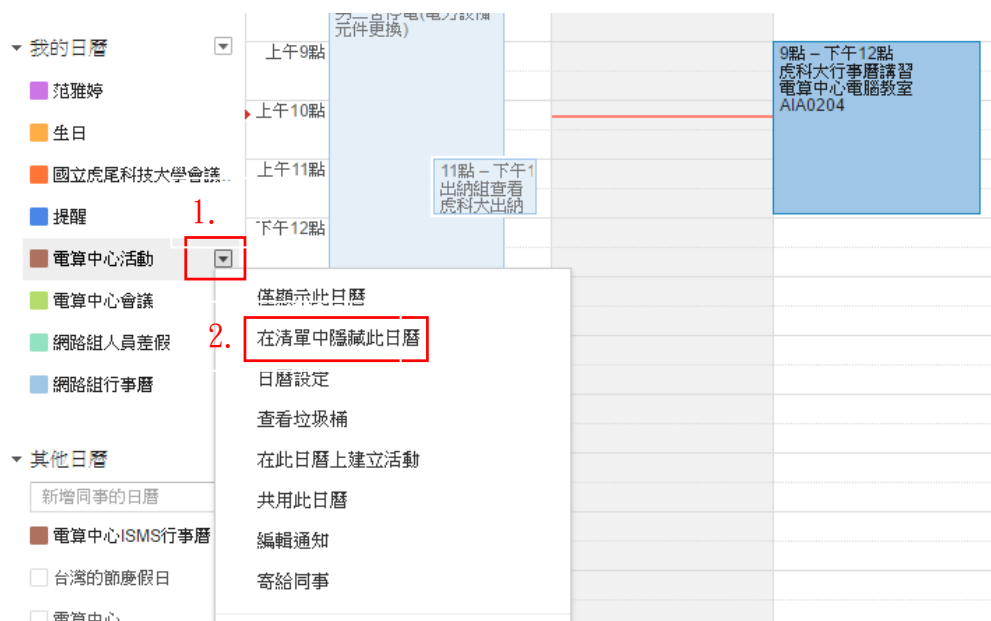 元件更換)
我的日曆
上午9點
9點 – 下午12點
虎科大行事曆講習
電算中心電腦教室
AIA0204
范雅婷
上午10點
生日
上午11點
11點 – 下午1
出納組查看
虎科大出納
國立虎尾科技大學會議...
提醒
1.
下午12點
電算中心活動
僅顯示此日曆
電算中心會議
2.
在清單中隱藏此日曆
網路組人員差假
日曆設定
網路組行事曆
查看垃圾桶
其他日曆
在此日曆上建立活動
新增同事的日曆
共用此日曆
電算中心ISMS行事曆
編輯通知
台灣的節慶假日
寄給同事
電算中心